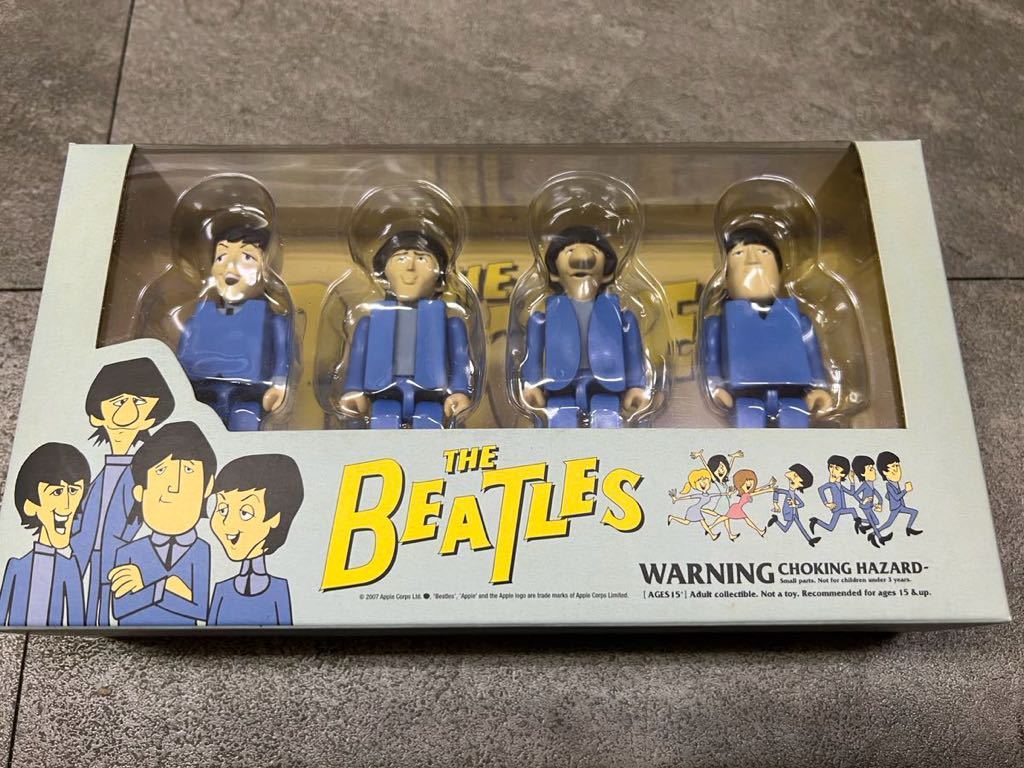 THE
BEATLES
© 2007 Apple Corps Ltd. , 'Beatles', 'Apple' and the Apple logo are trade marks of Apple Corps Limited.
WARNING CHOKING HAZARD-
Small parts. Not for children under 3 years.
[AGES 15+] Adult collectible. Not a toy. Recommended for ages 15 & up.